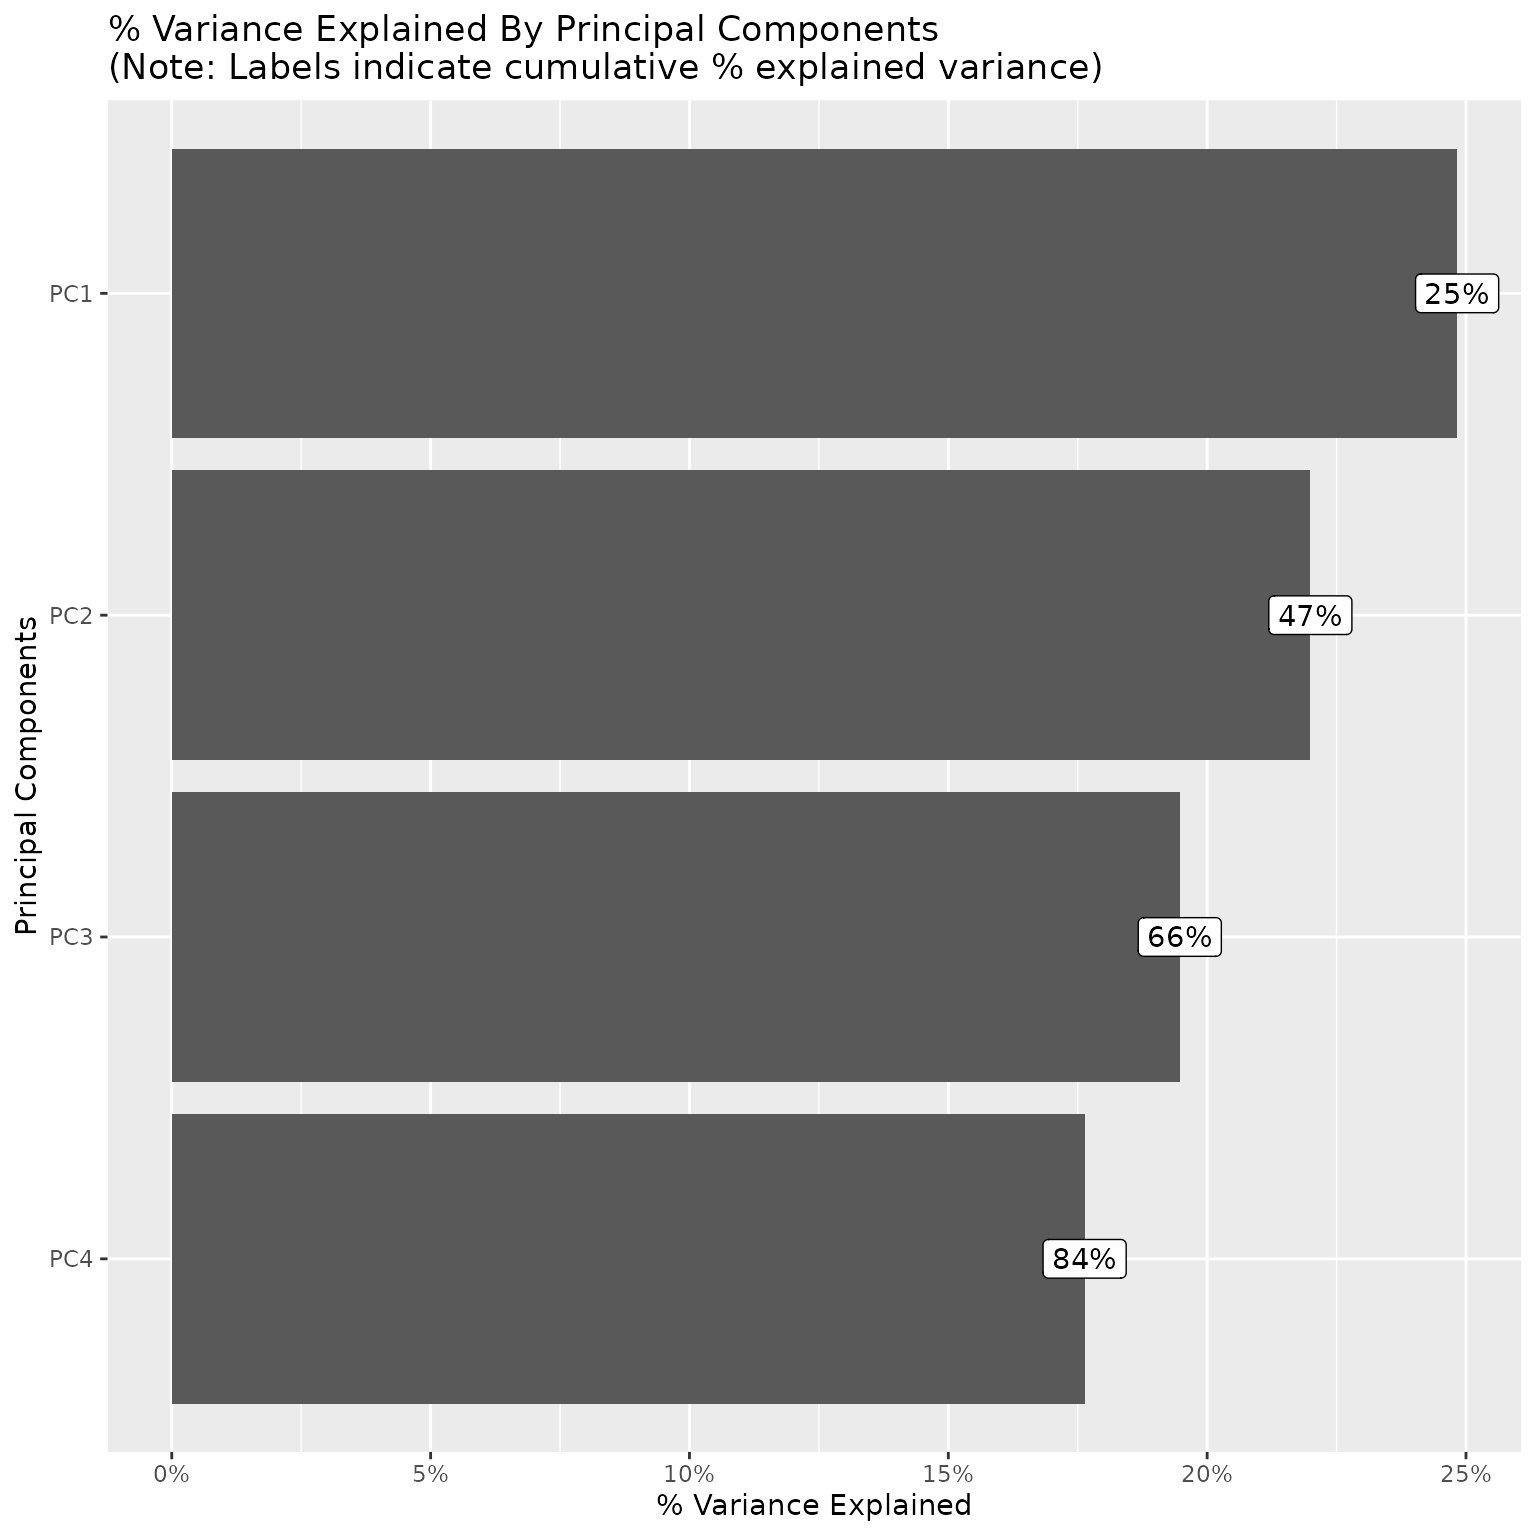 % Variance Explained By Principal Components
(Note: Labels indicate cumulative % explained variance)
Principal Components
PC1
25%
PC2
47%
PC3
66%
PC4
84%
0% 5% 10% 15% 20% 25%
% Variance Explained